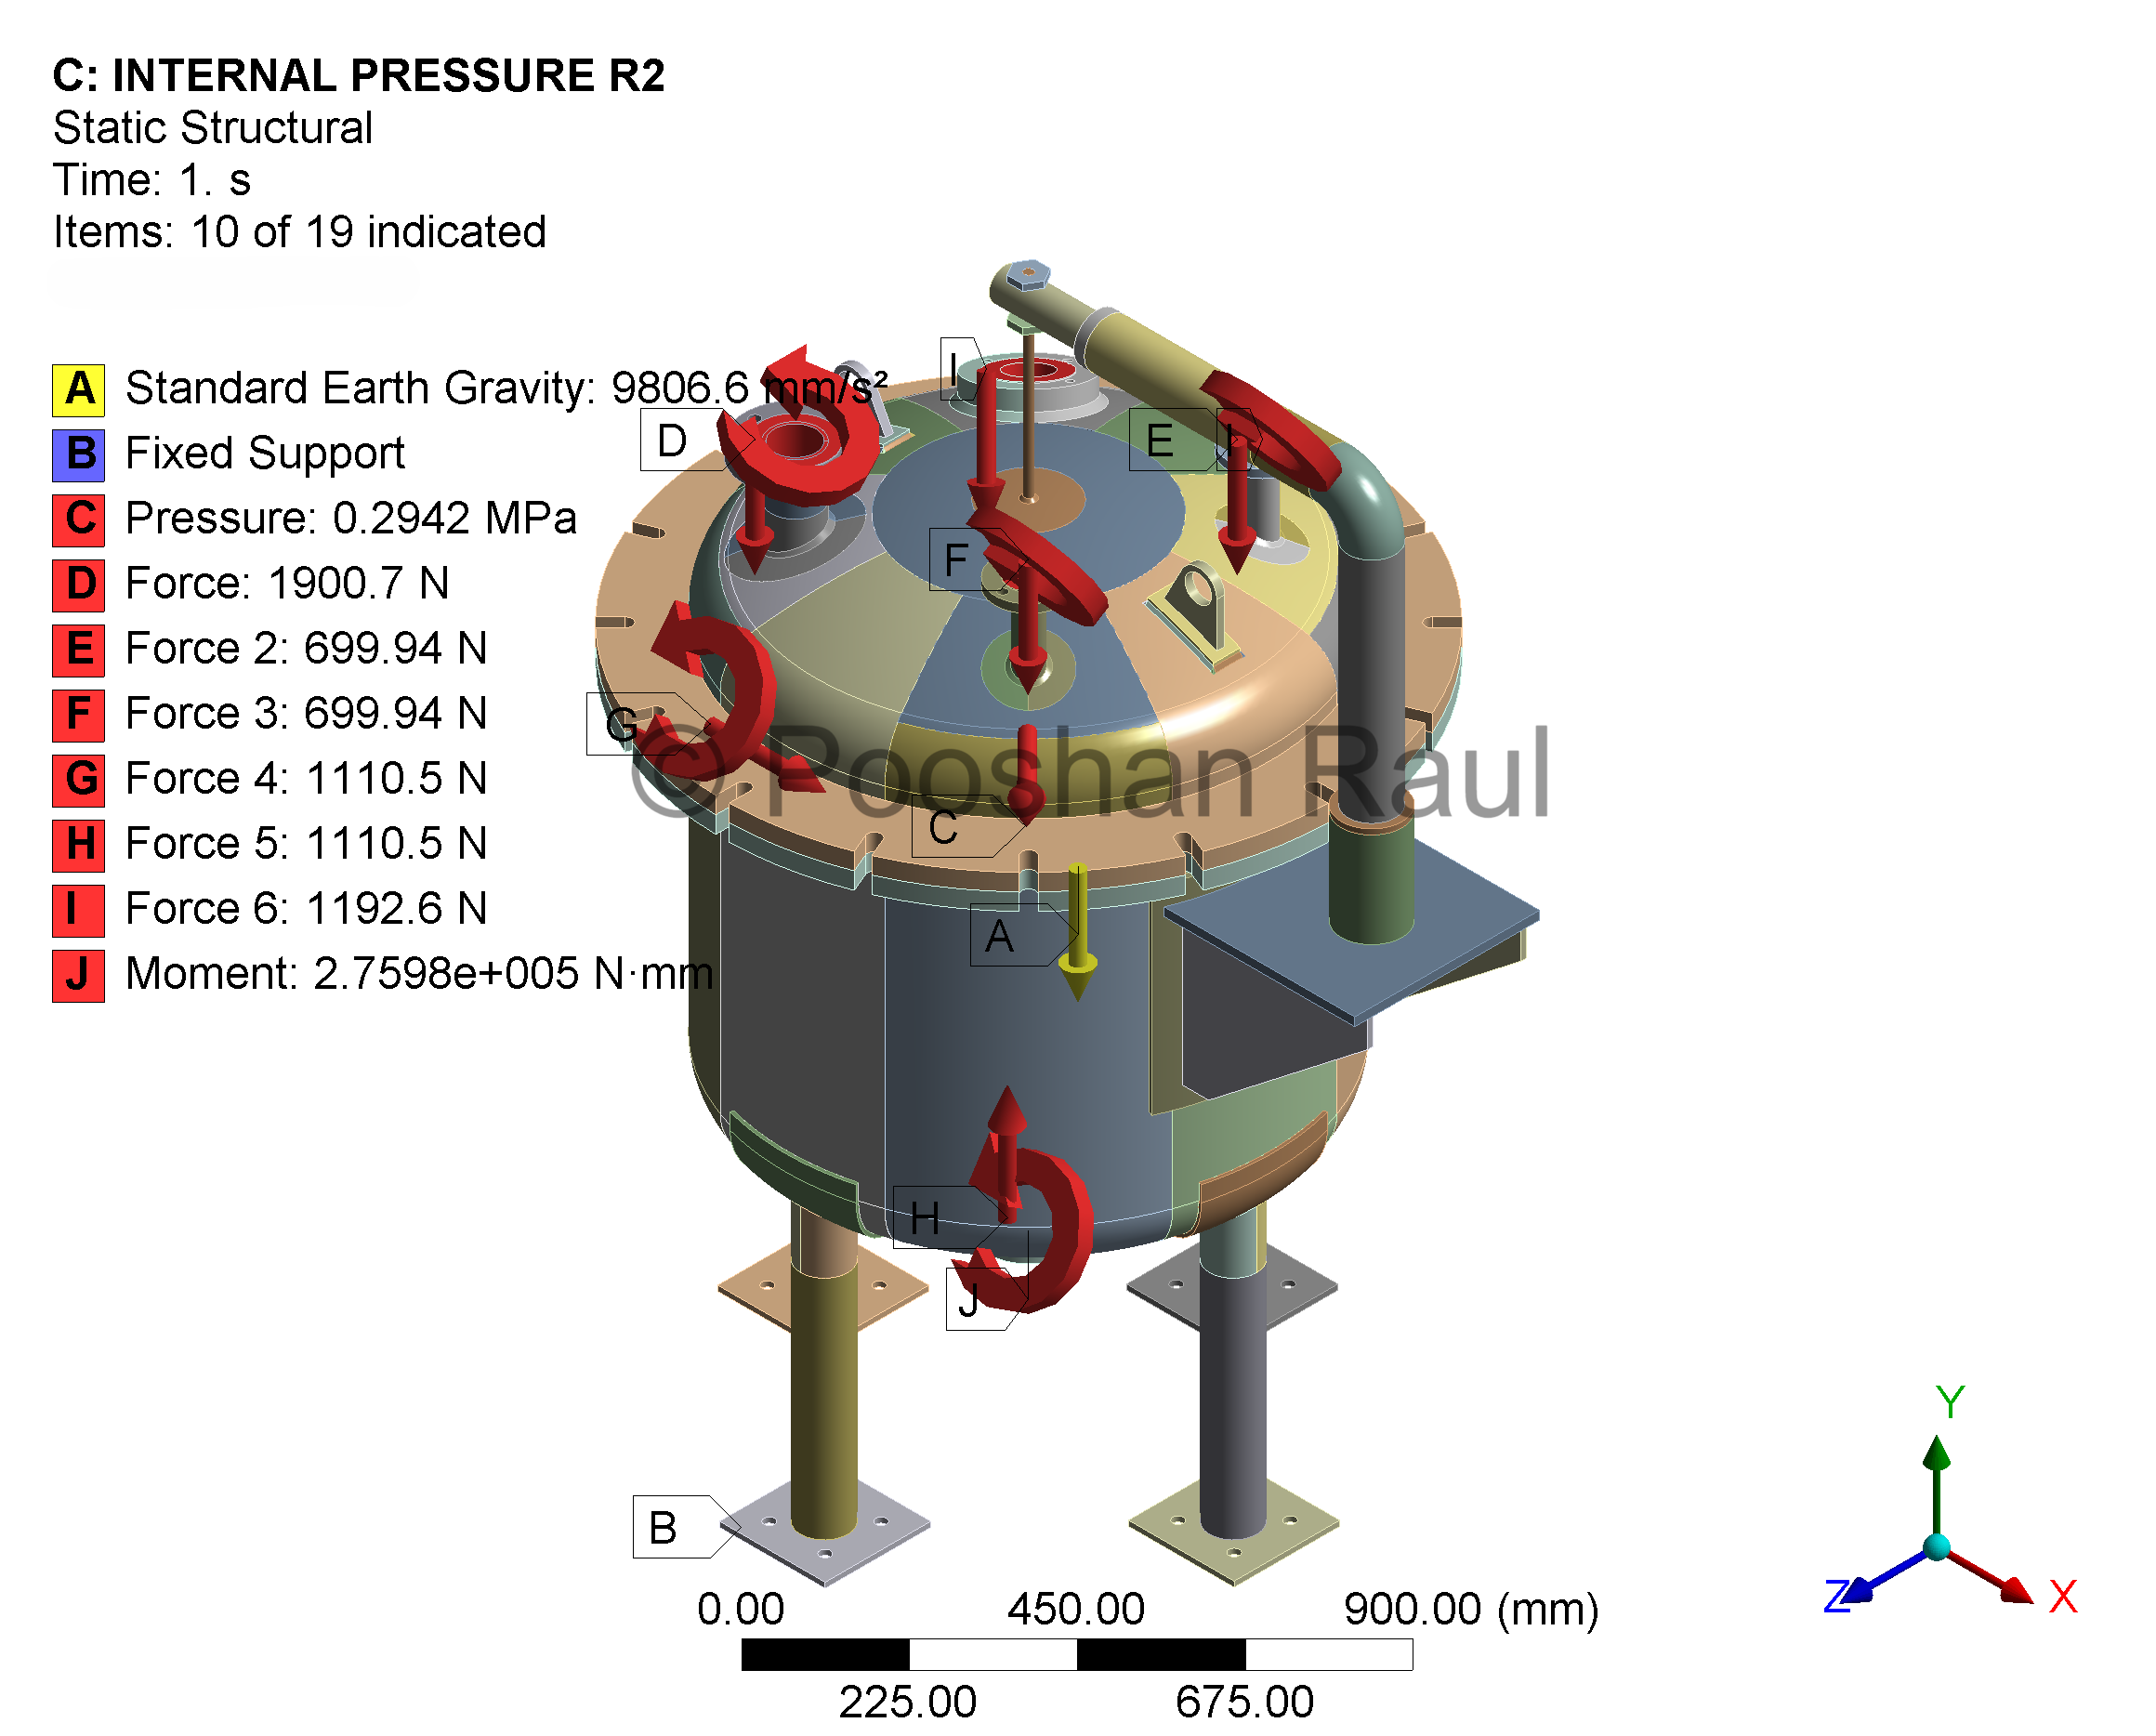 C: INTERNAL PRESSURE R2
Static Structural
Time: 1. s
Items: 10 of 19 indicated
A Standard Earth Gravity: 9806.6 mm/s²
B Fixed Support
C Pressure: 0.2942 MPa
D Force: 1900.7 N
E Force 2: 699.94 N
F Force 3: 699.94 N
G Force 4: 1110.5 N
H Force 5: 1110.5 N
I Force 6: 1192.6 N
J Moment: 2.7598e+005 N·mm
I
D
E
I
F
G
© Pooshan Raul
C
A
H
J
B
Y
Z
X
0.00
450.00
900.00 (mm)
225.00
675.00